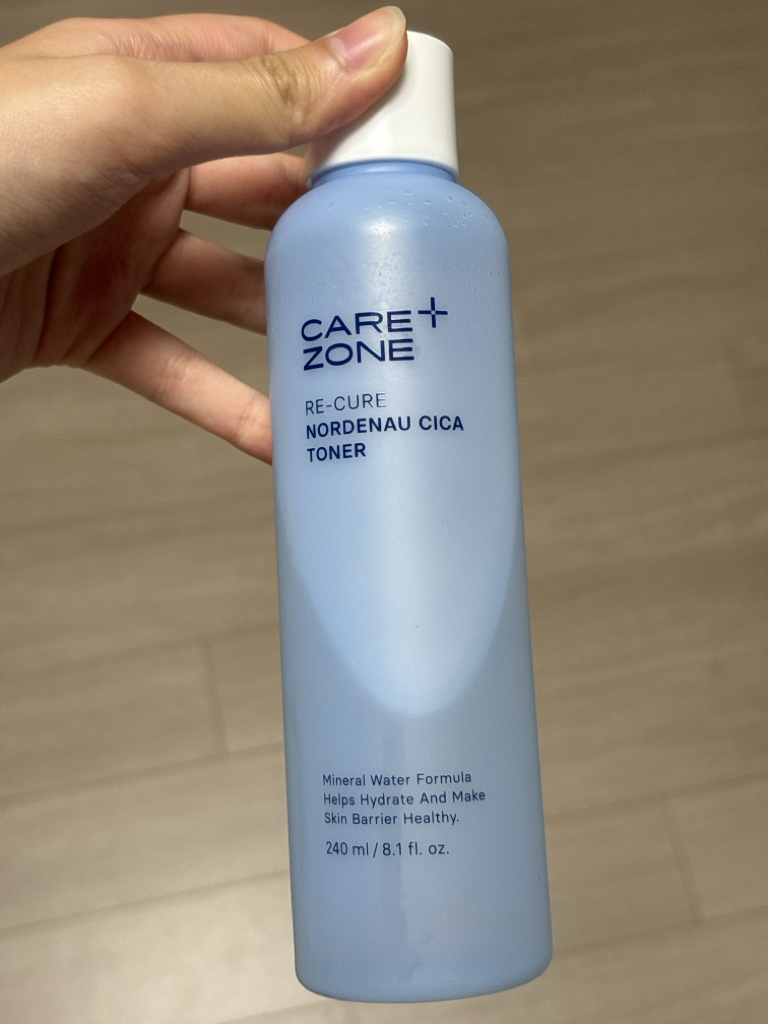 CARE+
ZONE
RE-CURE
NORDENAU CICA
TONER
Mineral Water Formula
Helps Hydrate And Make
Skin Barrier Healthy.
240 ml / 8.1 fl. oz.